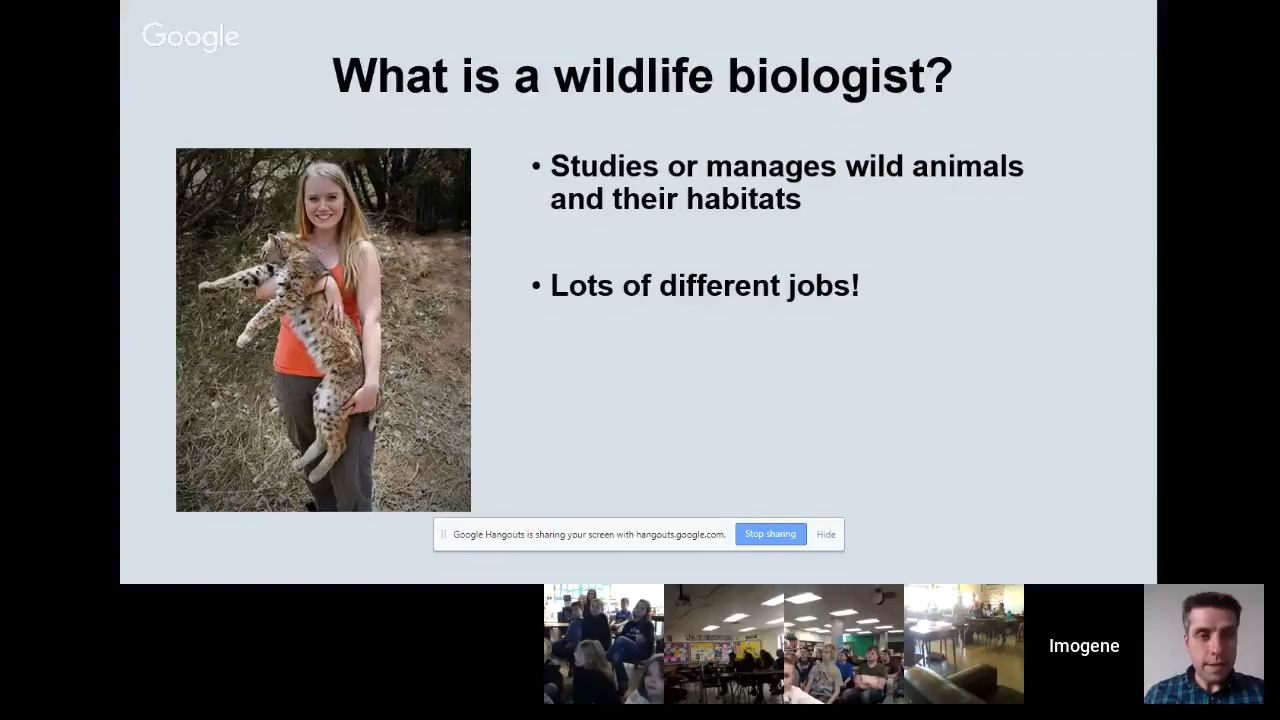 Google
What is a wildlife biologist?
• Studies or manages wild animals
and their habitats
• Lots of different jobs!
Google Hangouts is sharing your screen with hangouts.google.com.
Stop sharing
Hide
Imogene